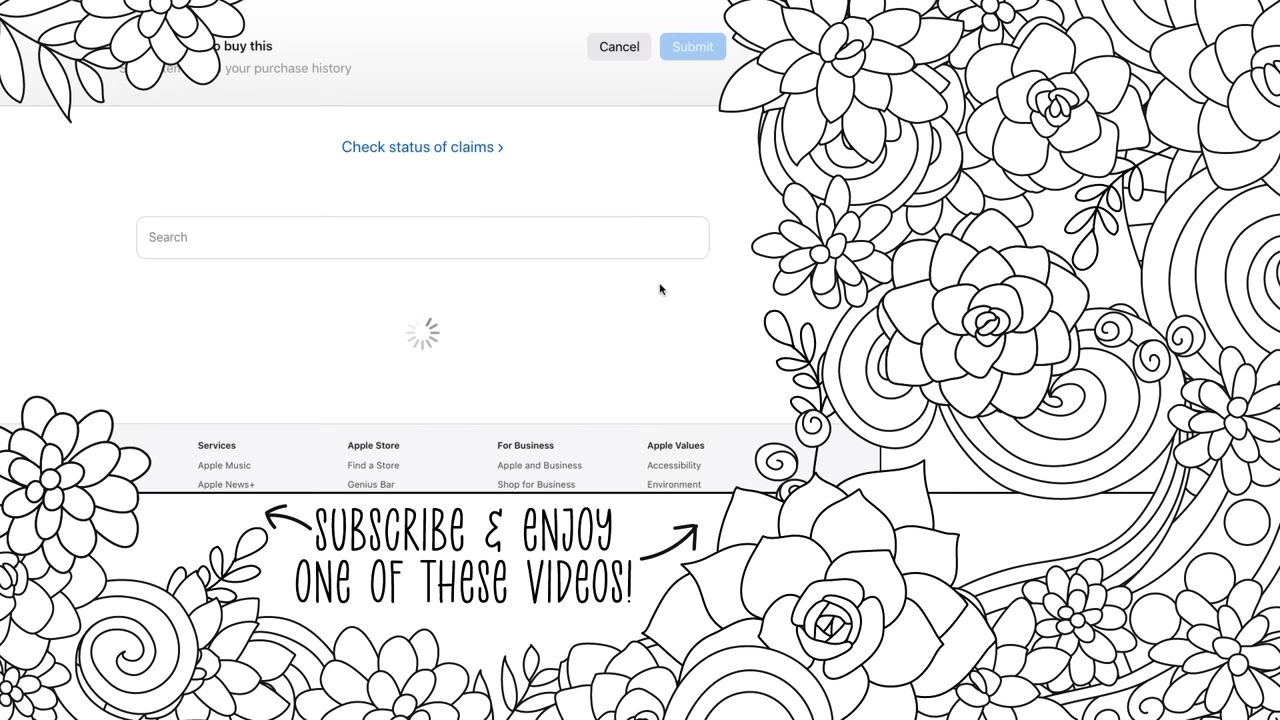 buy this
Cancel
Submit
your purchase history
Check status of claims ›
Search
Services
Apple Store
For Business
Apple Values
Apple Music
Find a Store
Apple and Business
Accessibility
Apple News+
Genius Bar
Shop for Business
Environment
SUBSCRIBE & ENJOY
ONE OF THESE VIDEOS!